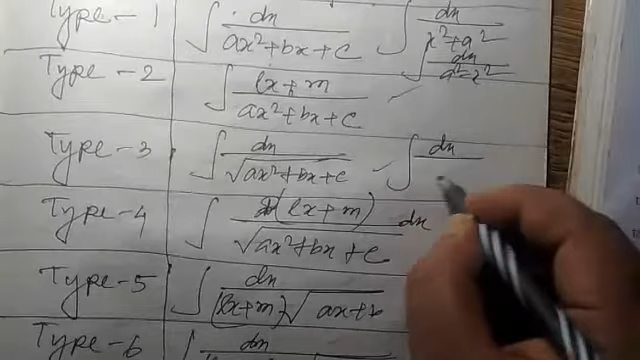 Type-1 ∫ dx/(ax²+bx+c) ∫ dx/(x²+a²)
∫ dx/(a²-x²)
Type-2 ∫ (lx+m)/(ax²+bx+c)
Type-3 ∫ dx/√(ax²+bx+c) ∫ dx
Type-4 ∫ (lx+m)/√(ax²+bx+c) dx
Type-5 ∫ dx/((lx+m)√(ax+b
Type-6 ∫ dx